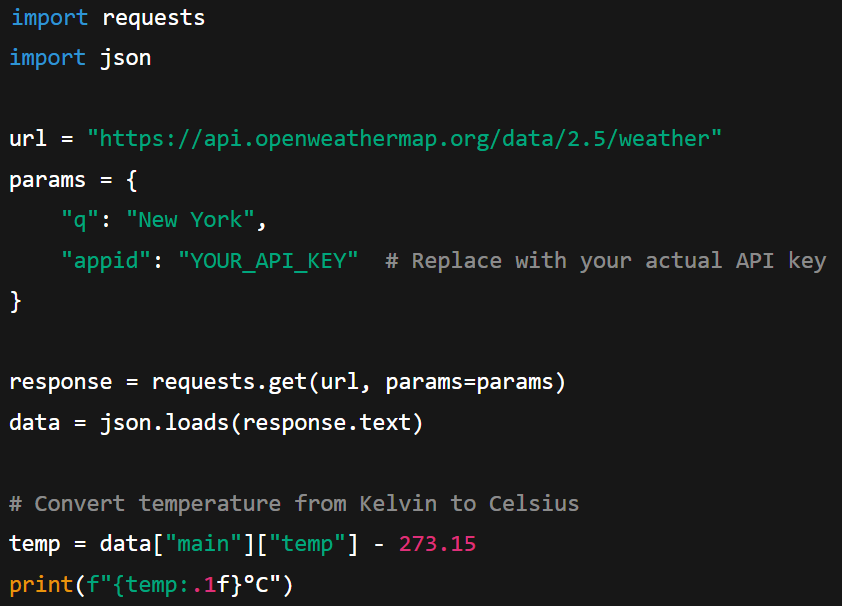 import requests
import json
url = "https://api.openweathermap.org/data/2.5/weather"
params = {
    "q": "New York",
    "appid": "YOUR_API_KEY"  # Replace with your actual API key
}
response = requests.get(url, params=params)
data = json.loads(response.text)
# Convert temperature from Kelvin to Celsius
temp = data["main"]["temp"] - 273.15
print(f"{temp:.1f}°C")